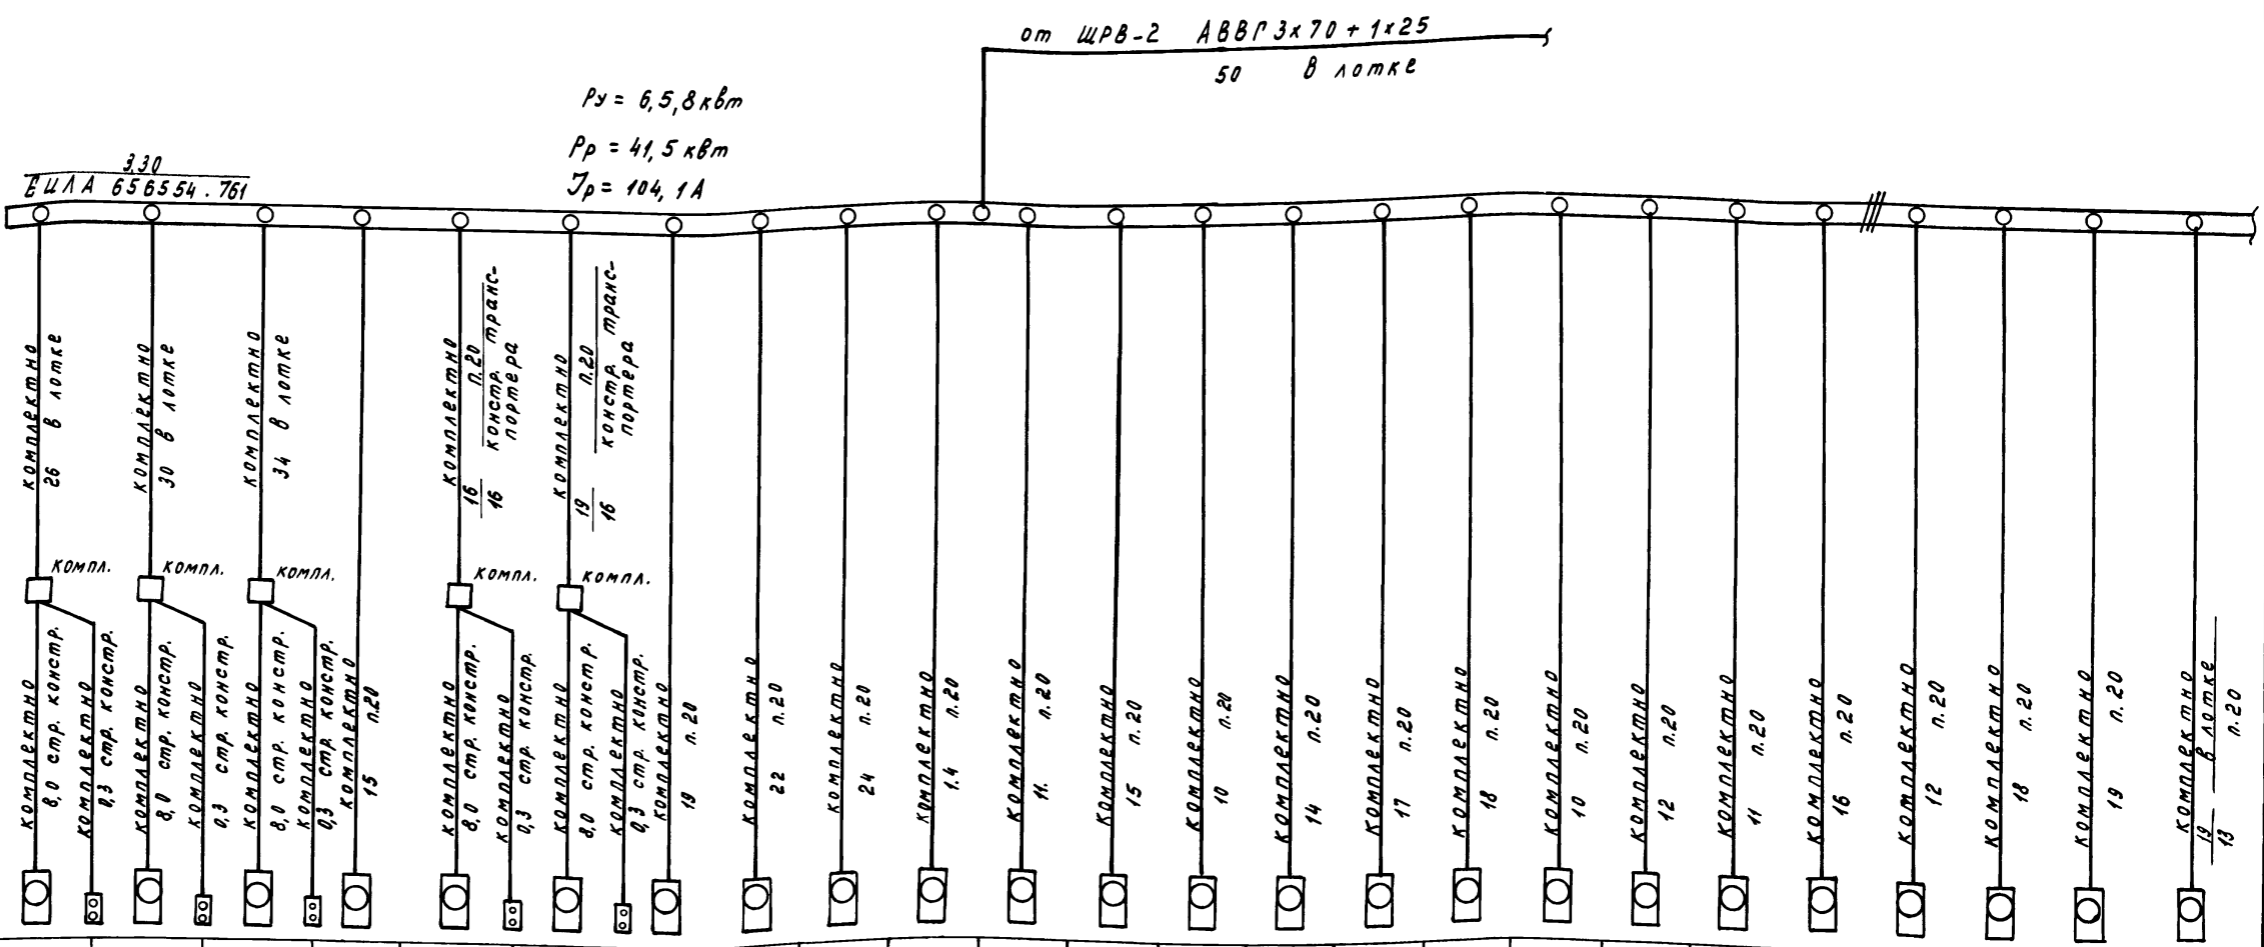 от ЩРВ-2 АВВГ 3x70 + 1x25
50 в лотке
Ру = 6,5,8 квт
Рр = 41,5 квт
Iр = 104,1 А
3.30
ЕИЛА 656554.761
комплектно
26 в лотке
комплектно
30 в лотке
комплектно
34 в лотке
комплектно
16 п.20
16 констр. транс-
портера
комплектно
19 п.20
16 констр. транс-
портера
компл.
компл.
компл.
компл.
компл.
комплектно
8,0 стр. констр.
комплектно
0,3 стр. констр.
комплектно
8,0 стр. констр.
комплектно
0,3 стр. констр.
комплектно
8,0 стр. констр.
комплектно
0,3 стр. констр.
комплектно
15 п.20
комплектно
8,0 стр. констр.
комплектно
0,3 стр. констр.
комплектно
8,0 стр. констр.
комплектно
0,3 стр. констр.
комплектно
19 п.20
комплектно
22 п.20
комплектно
24 п.20
комплектно
1.4 п.20
комплектно
11. п.20
комплектно
15 п.20
комплектно
10 п.20
комплектно
14 п.20
комплектно
17 п.20
комплектно
18 п.20
комплектно
10 п.20
комплектно
12 п.20
комплектно
11 п.20
комплектно
16 п.20
комплектно
12 п.20
комплектно
18 п.20
комплектно
19 п.20
комплектно
19 в лотке
13 п.20